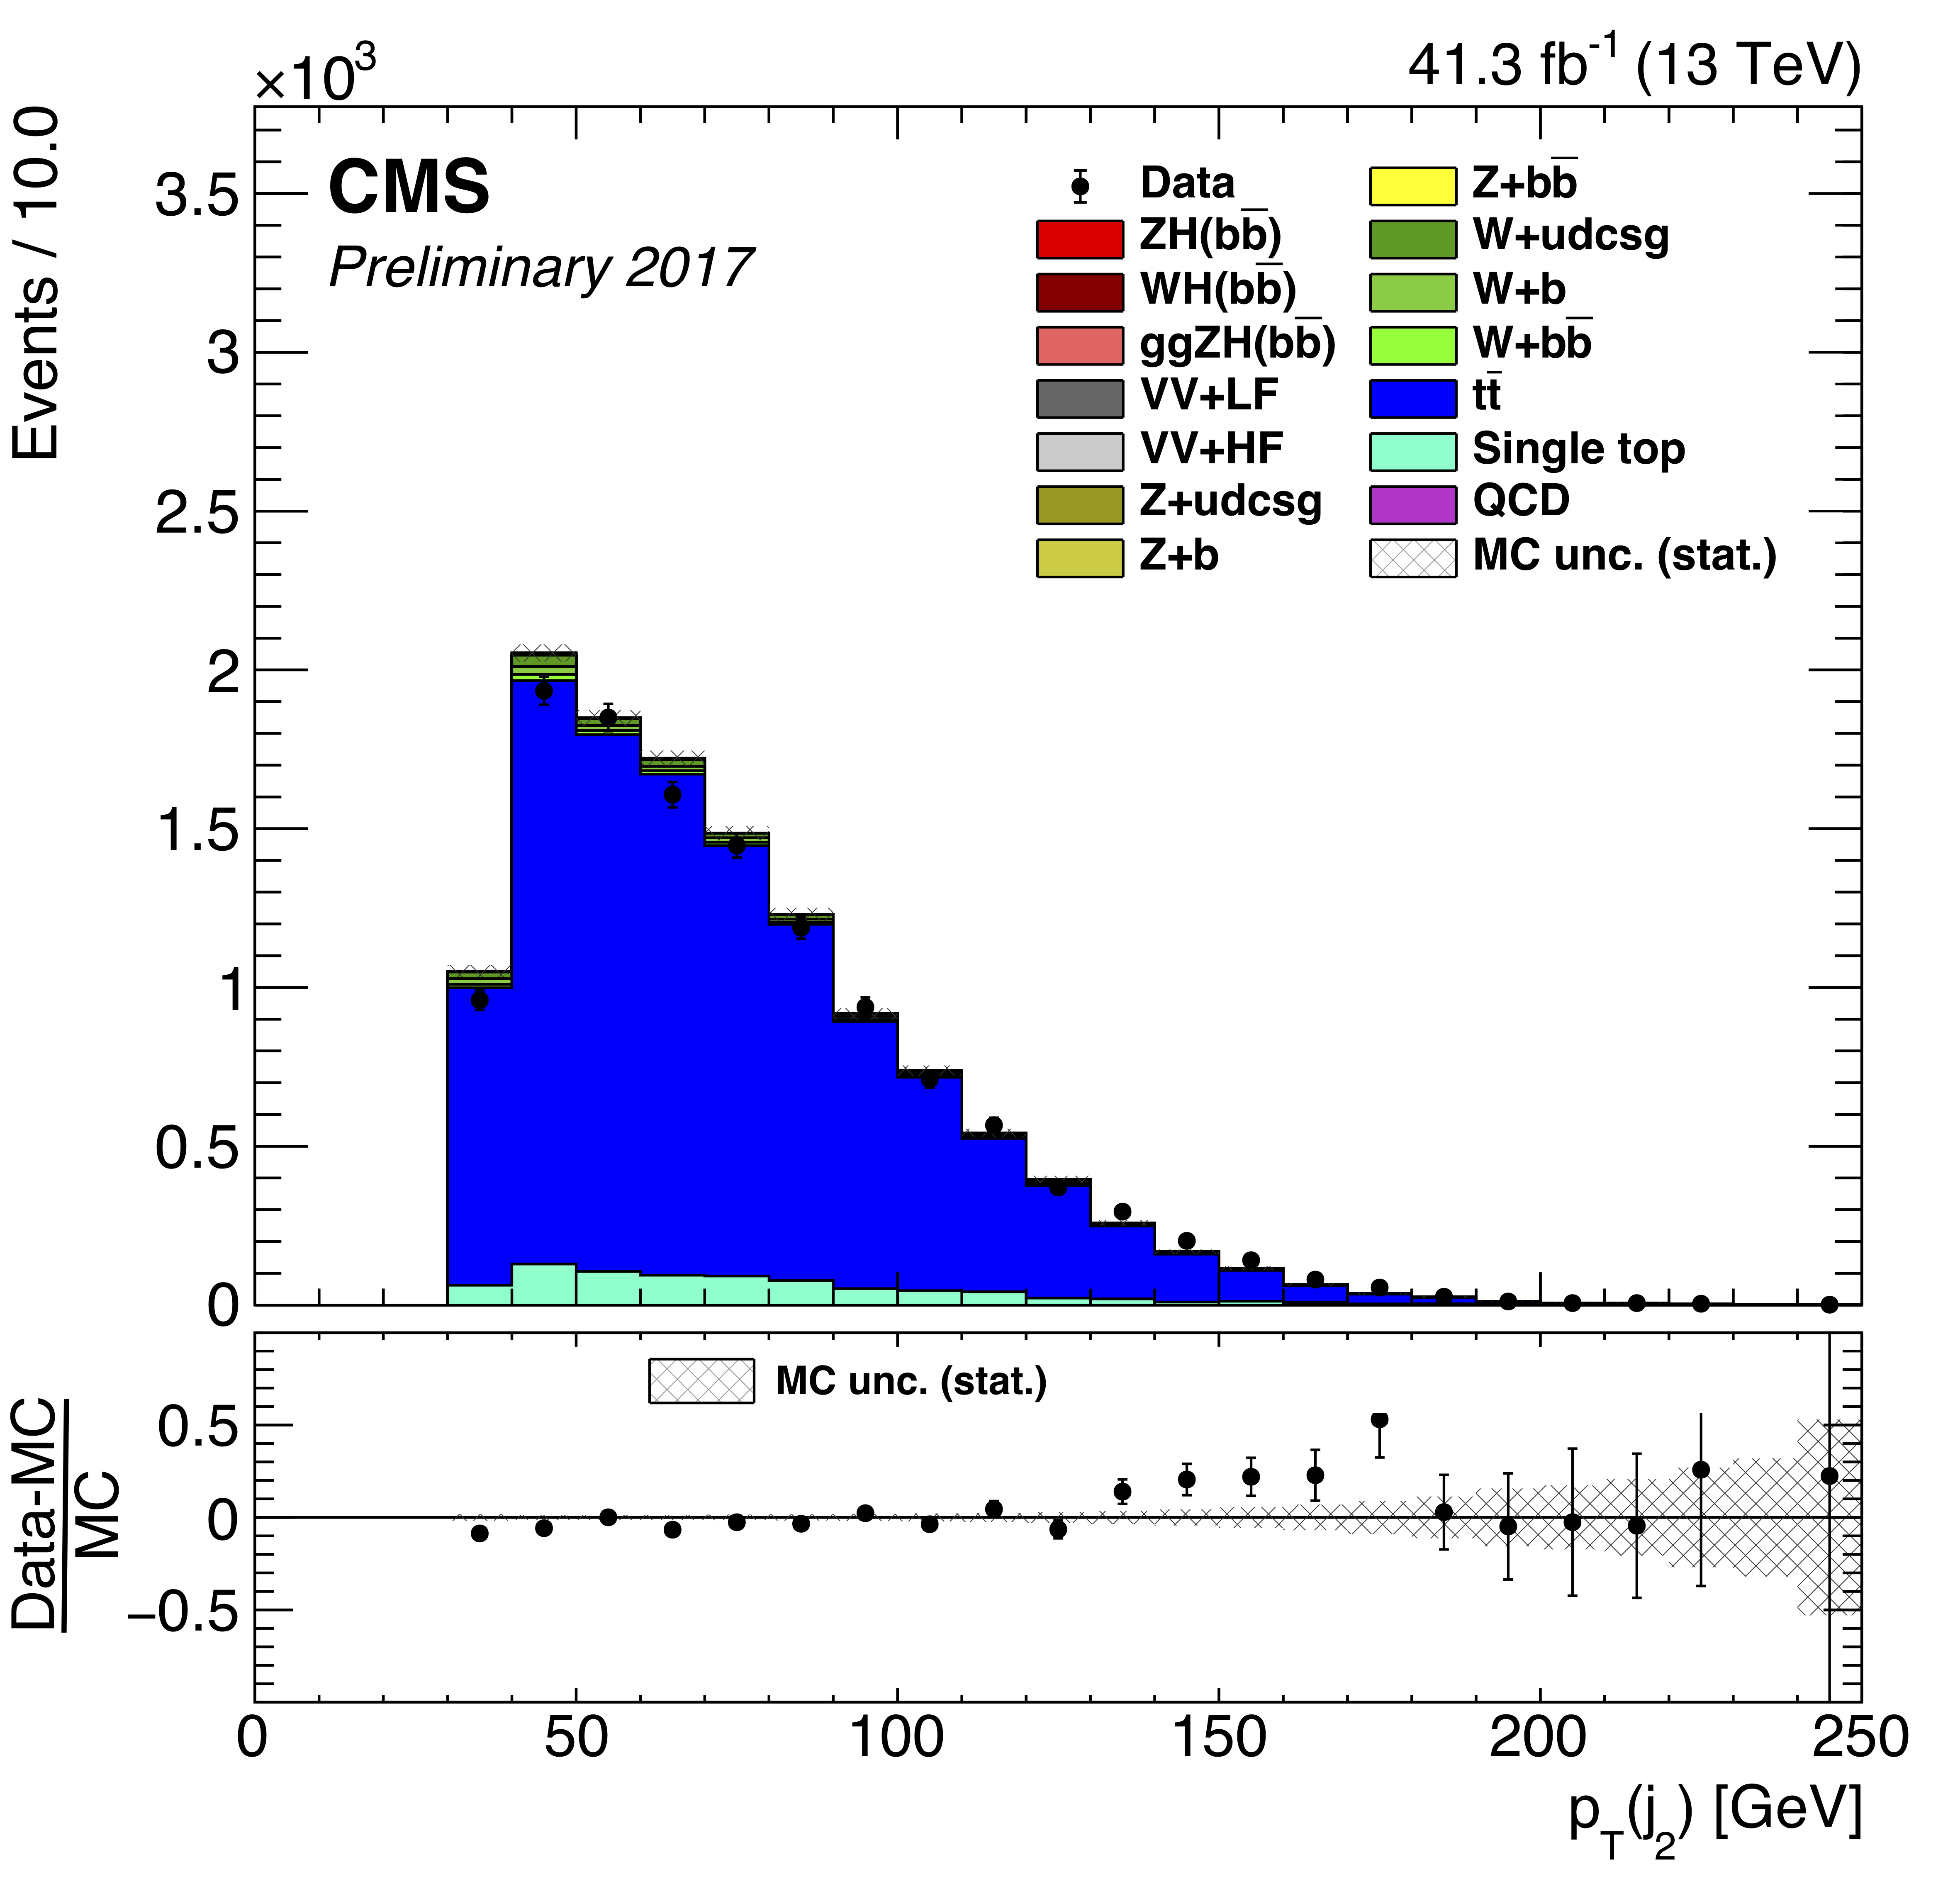 ×10³
41.3 fb⁻¹ (13 TeV)
Events / 10.0
CMS
Preliminary 2017
Data
ZH(bb̅)
WH(bb̅)
ggZH(bb̅)
VV+LF
VV+HF
Z+udcsg
Z+b
Z+bb̅
W+udcsg
W+b
W+bb̅
tt̅
Single top
QCD
MC unc. (stat.)
3.5
3
2.5
2
1.5
1
0.5
0
MC unc. (stat.)
Data-MC
MC
0.5
0
−0.5
0 50 100 150 200 250
p_T(j₂) [GeV]